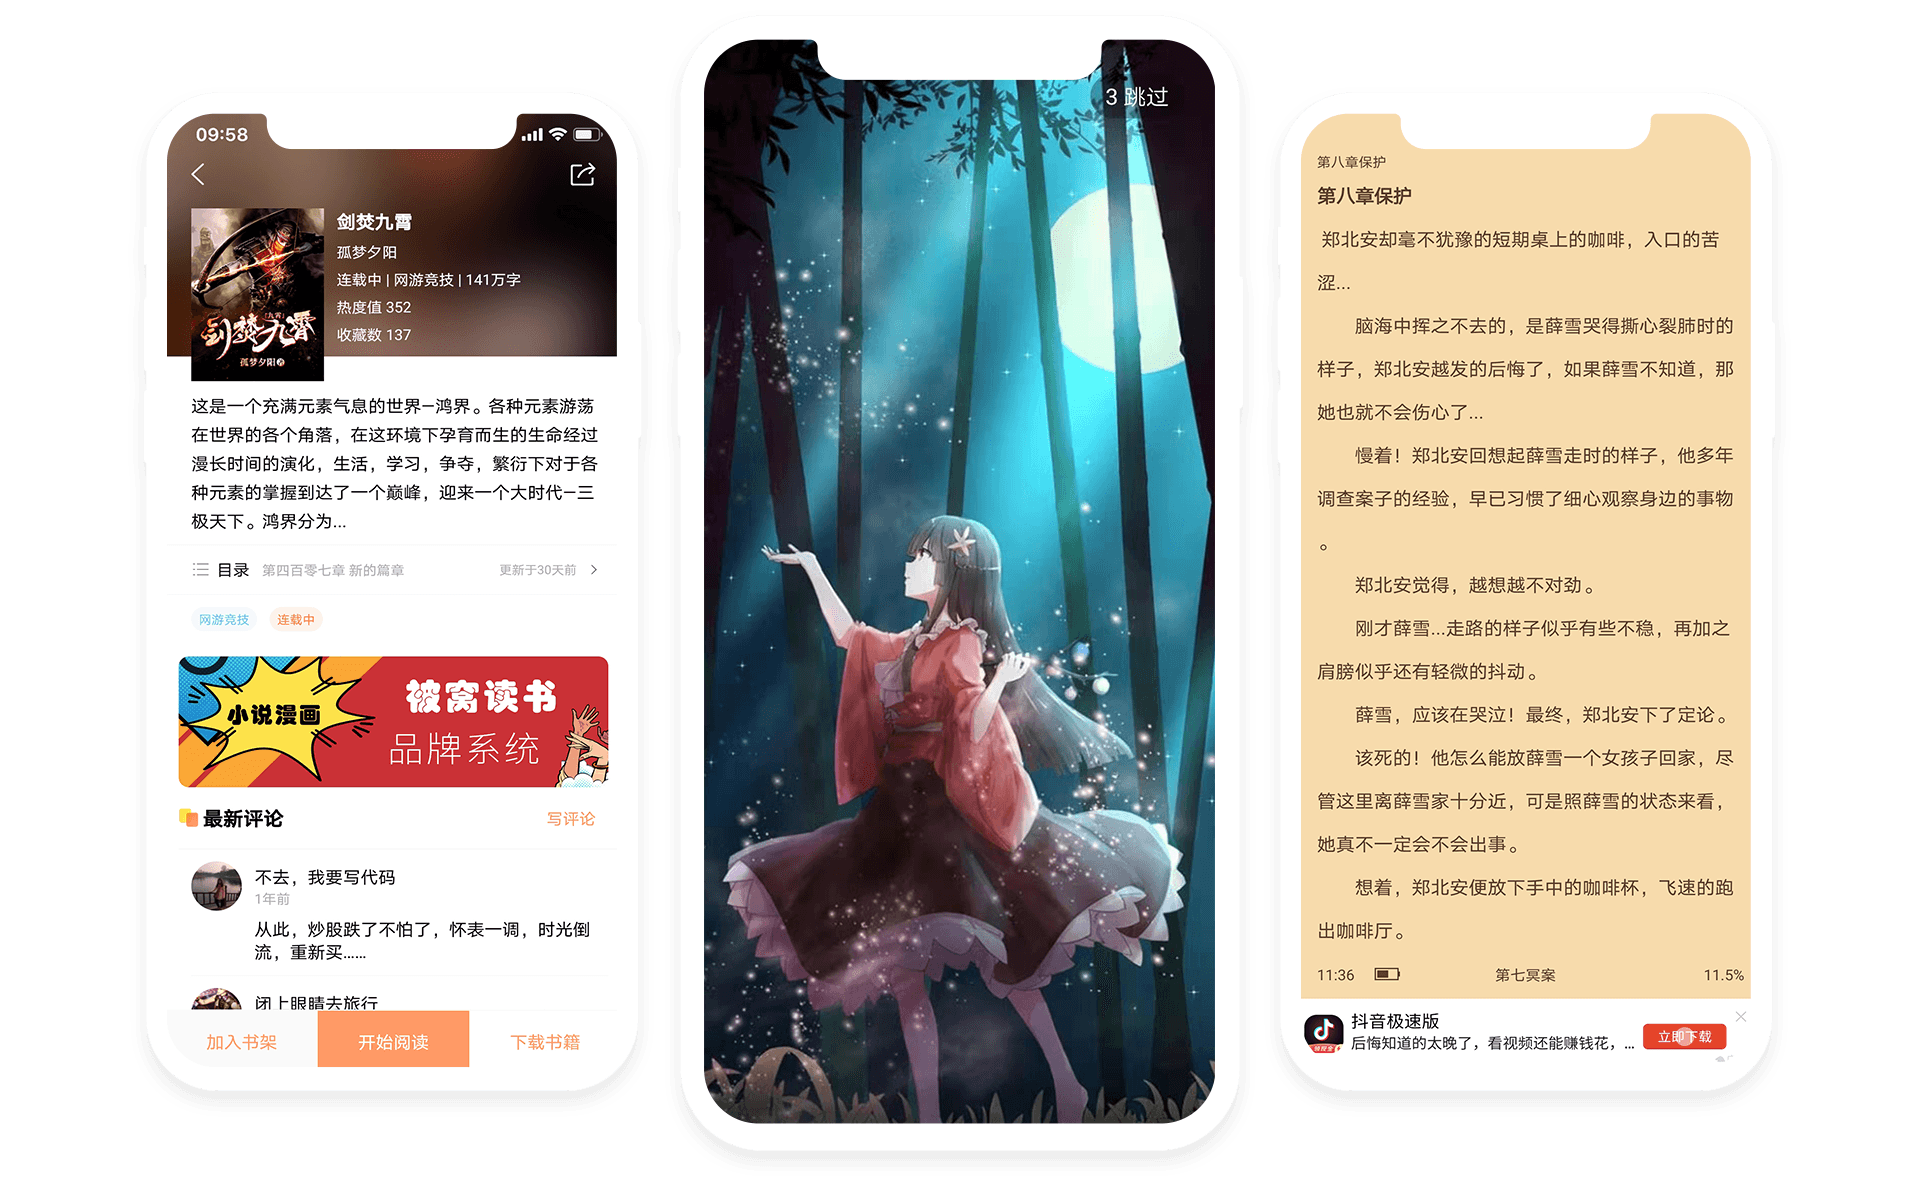 09:58
剑焚九霄
孤梦夕阳
连载中 | 网游竞技 | 141万字
热度值 352
收藏数 137
九霄
剑焚九霄
孤梦夕阳 著
这是一个充满元素气息的世界—鸿界。各种元素游荡
在世界的各个角落，在这环境下孕育而生的生命经过
漫长时间的演化，生活，学习，争夺，繁衍下对于各
种元素的掌握到达了一个巅峰，迎来一个大时代—三
极天下。鸿界分为...
目录 第四百零七章 新的篇章 更新于30天前
网游竞技 连载中
小说漫画
被窝读书
品牌系统
最新评论 写评论
不去，我要写代码
1年前
从此，炒股跌了不怕了，怀表一调，时光倒
流，重新买......
闭上眼睛去旅行
加入书架 开始阅读 下载书籍
3 跳过
第八章保护
第八章保护
郑北安却毫不犹豫的短期桌上的咖啡，入口的苦
涩...
脑海中挥之不去的，是薛雪哭得撕心裂肺时的
样子，郑北安越发的后悔了，如果薛雪不知道，那
她也就不会伤心了...
慢着！郑北安回想起薛雪走时的样子，他多年
调查案子的经验，早已习惯了细心观察身边的事物
。
郑北安觉得，越想越不对劲。
刚才薛雪...走路的样子似乎有些不稳，再加之
肩膀似乎还有轻微的抖动。
薛雪，应该在哭泣！最终，郑北安下了定论。
该死的！他怎么能放薛雪一个女孩子回家，尽
管这里离薛雪家十分近，可是照薛雪的状态来看，
她真不一定会不会出事。
想着，郑北安便放下手中的咖啡杯，飞速的跑
出咖啡厅。
11:36 第七冥案 11.5%
抖音极速版
后悔知道的太晚了，看视频还能赚钱花，...
立即下载